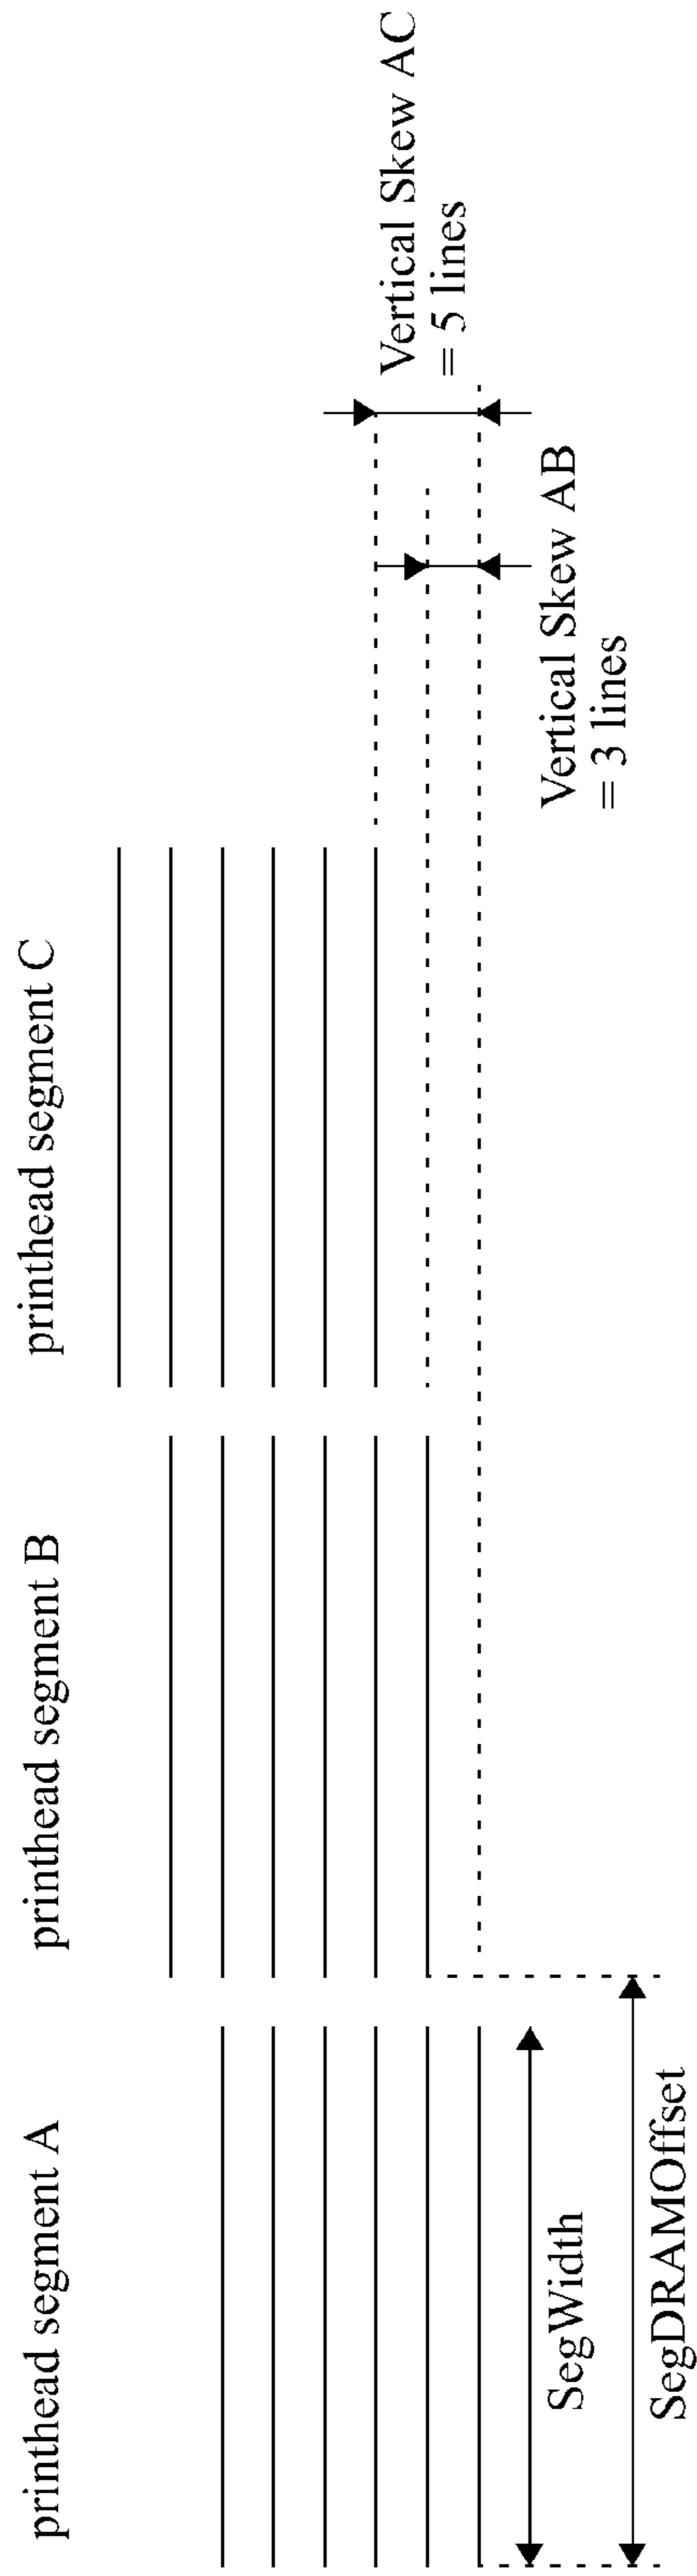 printhead segment A
printhead segment B
printhead segment C
Vertical Skew AC
= 5 lines
Vertical Skew AB
= 3 lines
SegWidth
SegDRAMOffset